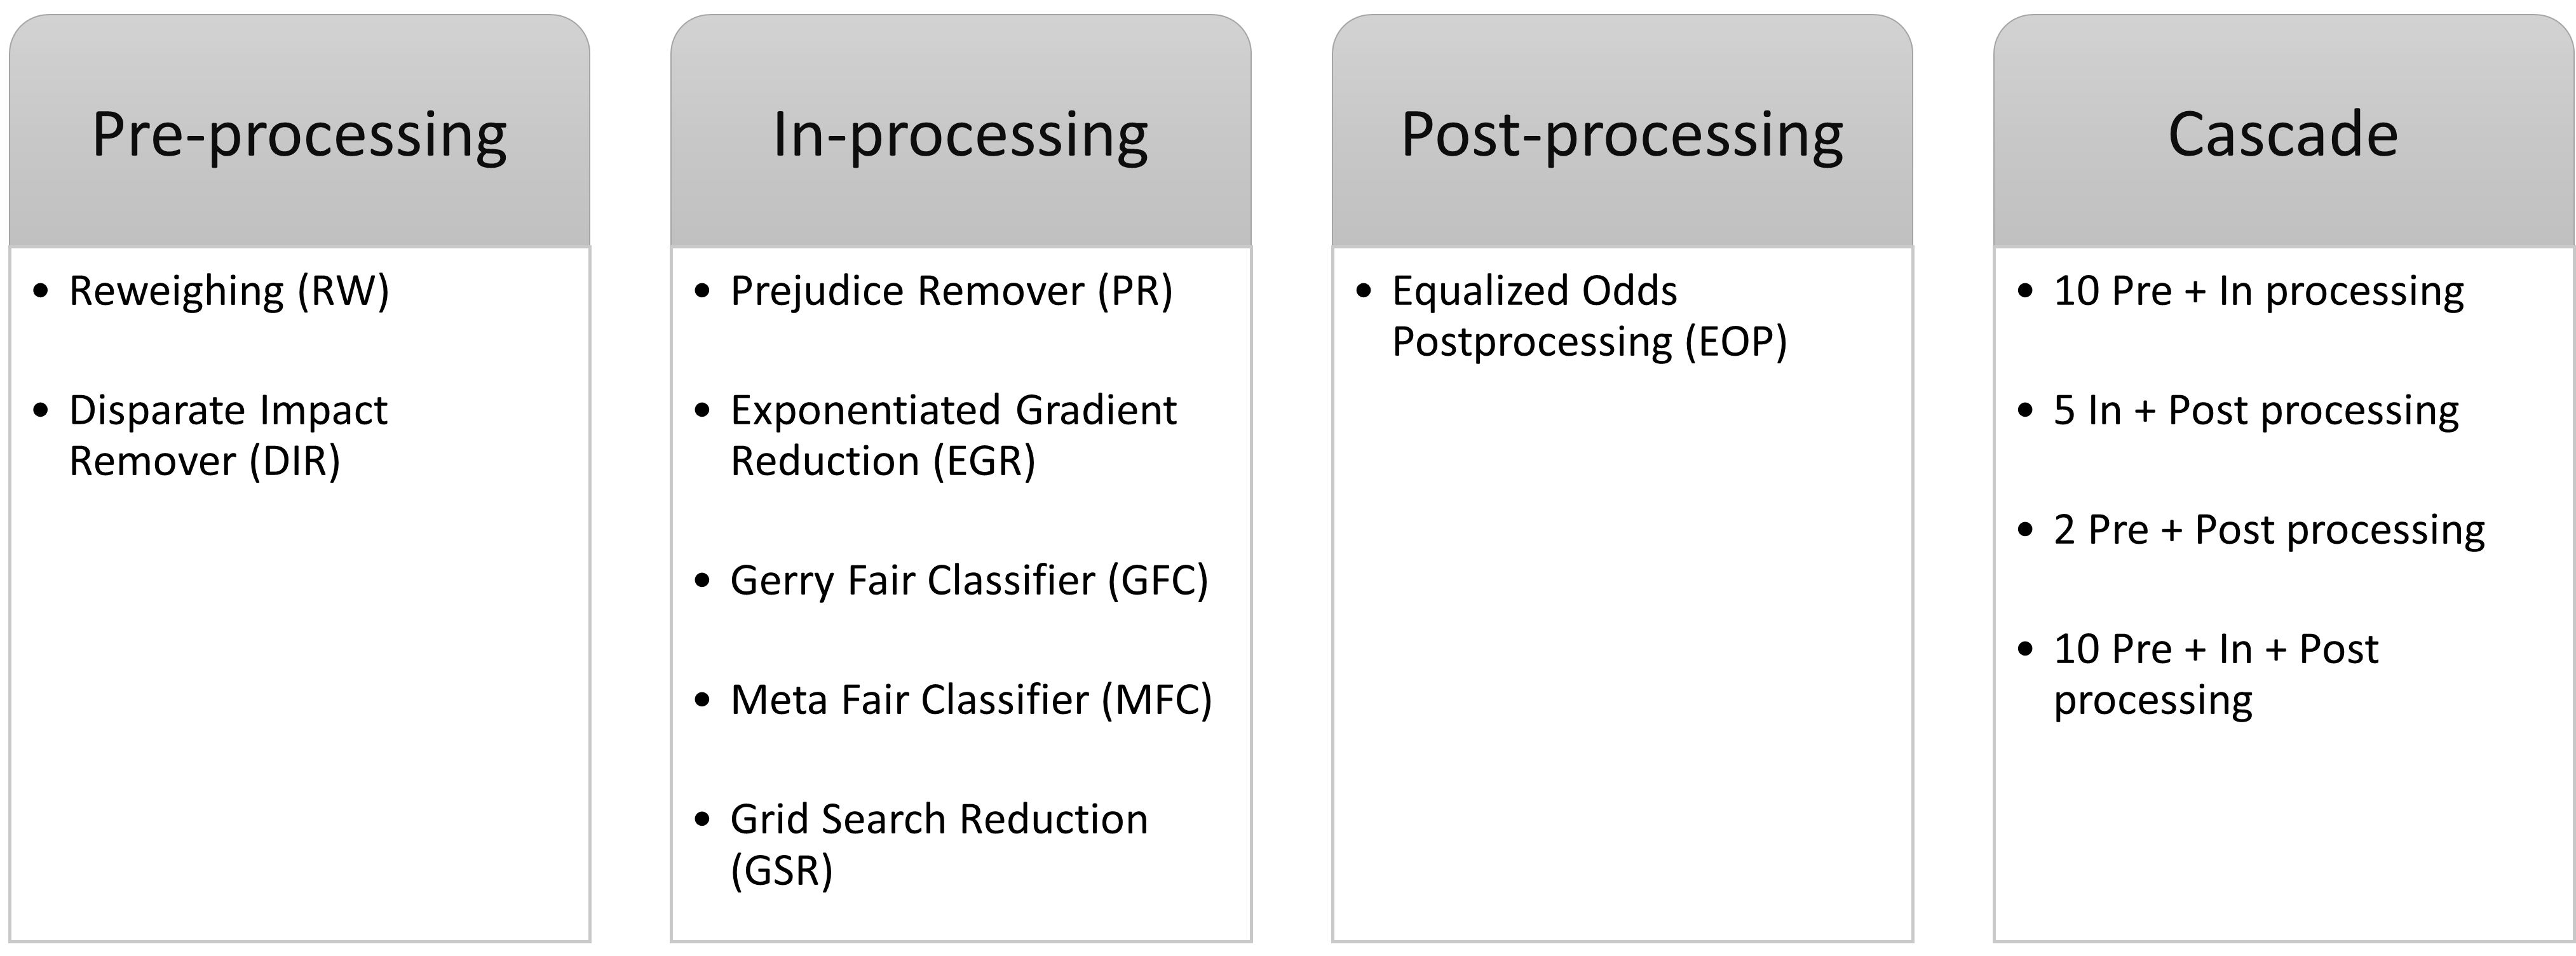 Pre-processing
• Reweighing (RW)
• Disparate Impact
Remover (DIR)
In-processing
• Prejudice Remover (PR)
• Exponentiated Gradient
Reduction (EGR)
• Gerry Fair Classifier (GFC)
• Meta Fair Classifier (MFC)
• Grid Search Reduction
(GSR)
Post-processing
• Equalized Odds
Postprocessing (EOP)
Cascade
• 10 Pre + In processing
• 5 In + Post processing
• 2 Pre + Post processing
• 10 Pre + In + Post
processing